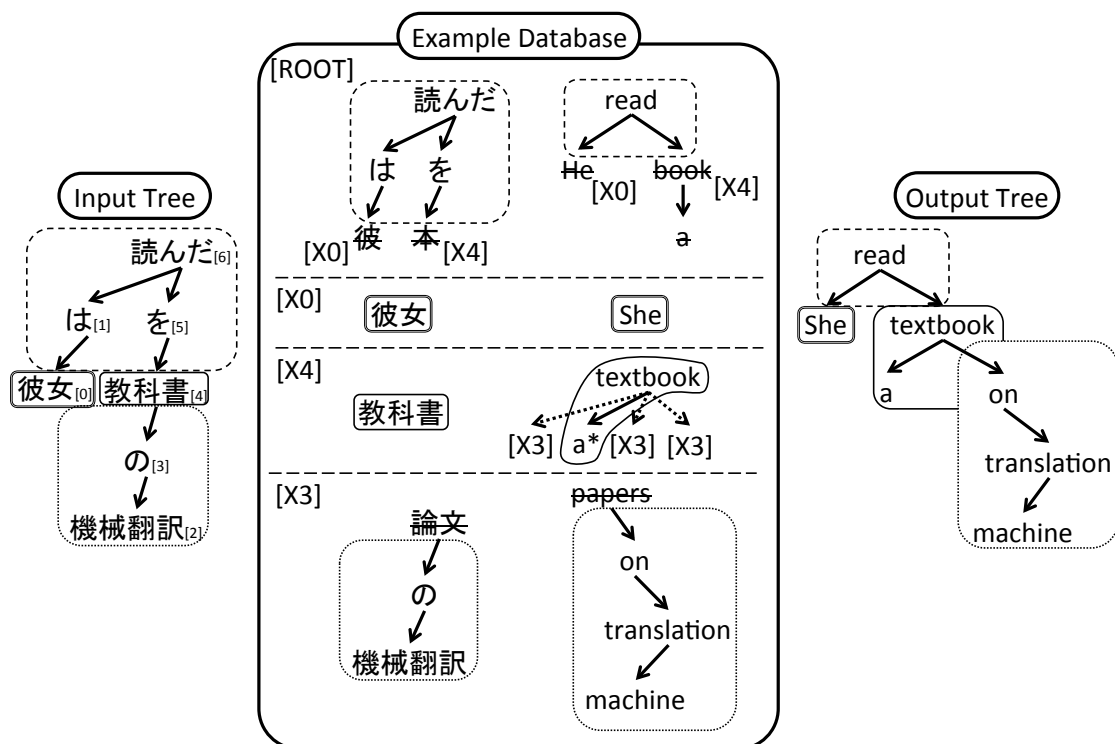 Example Database
[ROOT]
読んだ
は を
[X0] 彼 本 [X4]
read
He [X0] book [X4]
a
[X0]
彼女 She
[X4]
教科書
textbook
[X3] a* [X3] [X3]
[X3]
論文
の
機械翻訳
papers
on
translation
machine
Input Tree
読んだ[6]
は[1] を[5]
彼女[0] 教科書[4]
の[3]
機械翻訳[2]
Output Tree
read
She textbook
a on
translation
machine